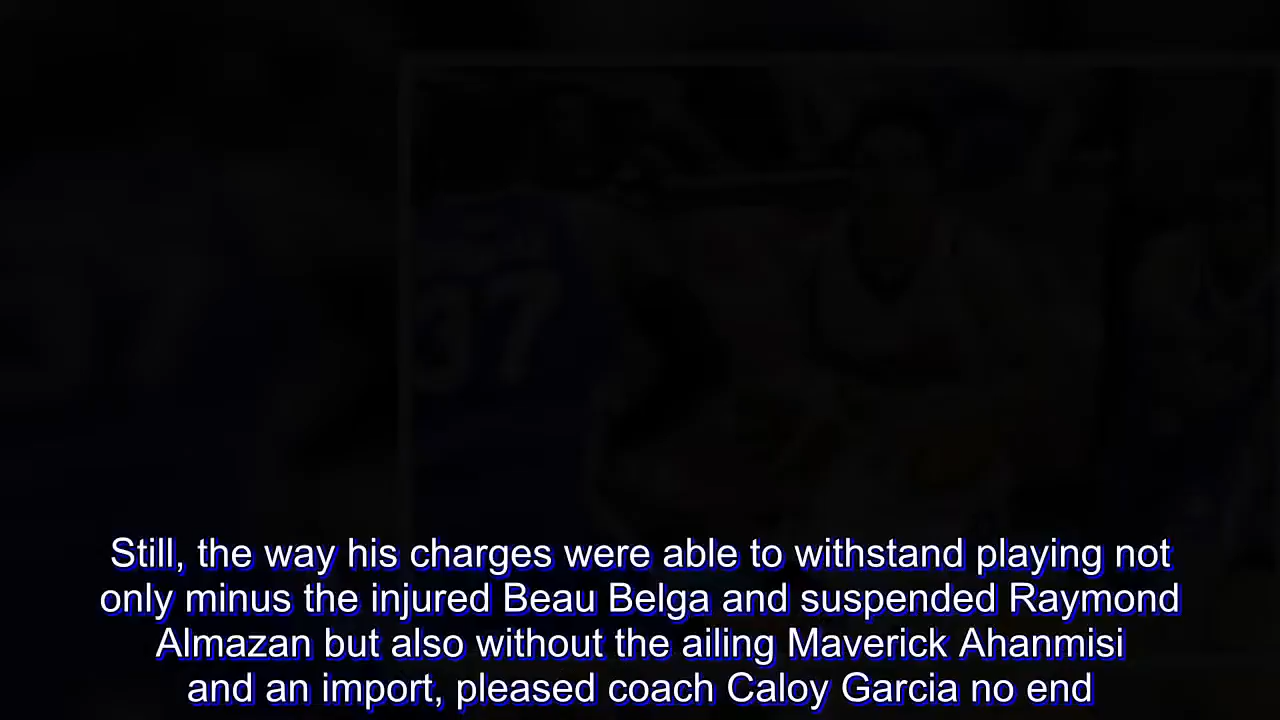 Still, the way his charges were able to withstand playing not
only minus the injured Beau Belga and suspended Raymond
Almazan but also without the ailing Maverick Ahanmisi
and an import, pleased coach Caloy Garcia no end